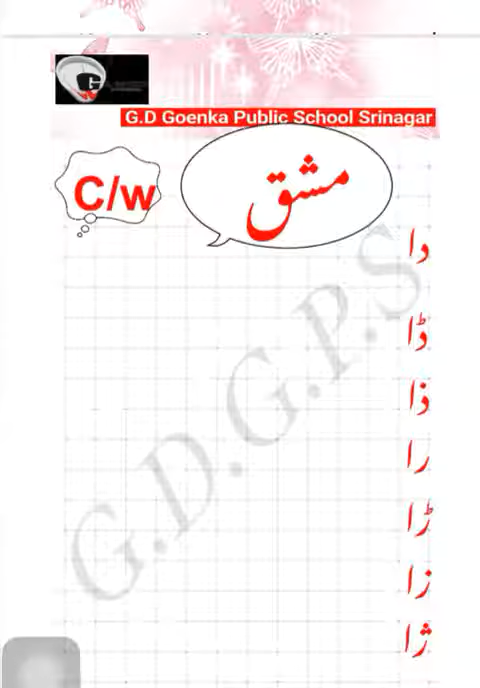 G
G.D Goenka Public School Srinagar
C/w
مشق
دا
ڈا
ذا
را
ڑا
زا
ژا
G.D.G.P.S